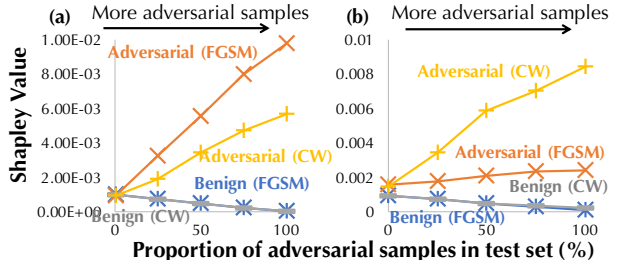 (a) More adversarial samples
Shapley Value
1.00E-02
8.00E-03
6.00E-03
4.00E-03
2.00E-03
0.00E+00
Adversarial (FGSM)
Adversarial (CW)
Benign (FGSM)
Benign (CW)
0 50 100
(b) More adversarial samples
0.01
0.008
0.006
0.004
0.002
0
Adversarial (CW)
Adversarial (FGSM)
Benign (CW)
Benign (FGSM)
0 50 100
Proportion of adversarial samples in test set (%)